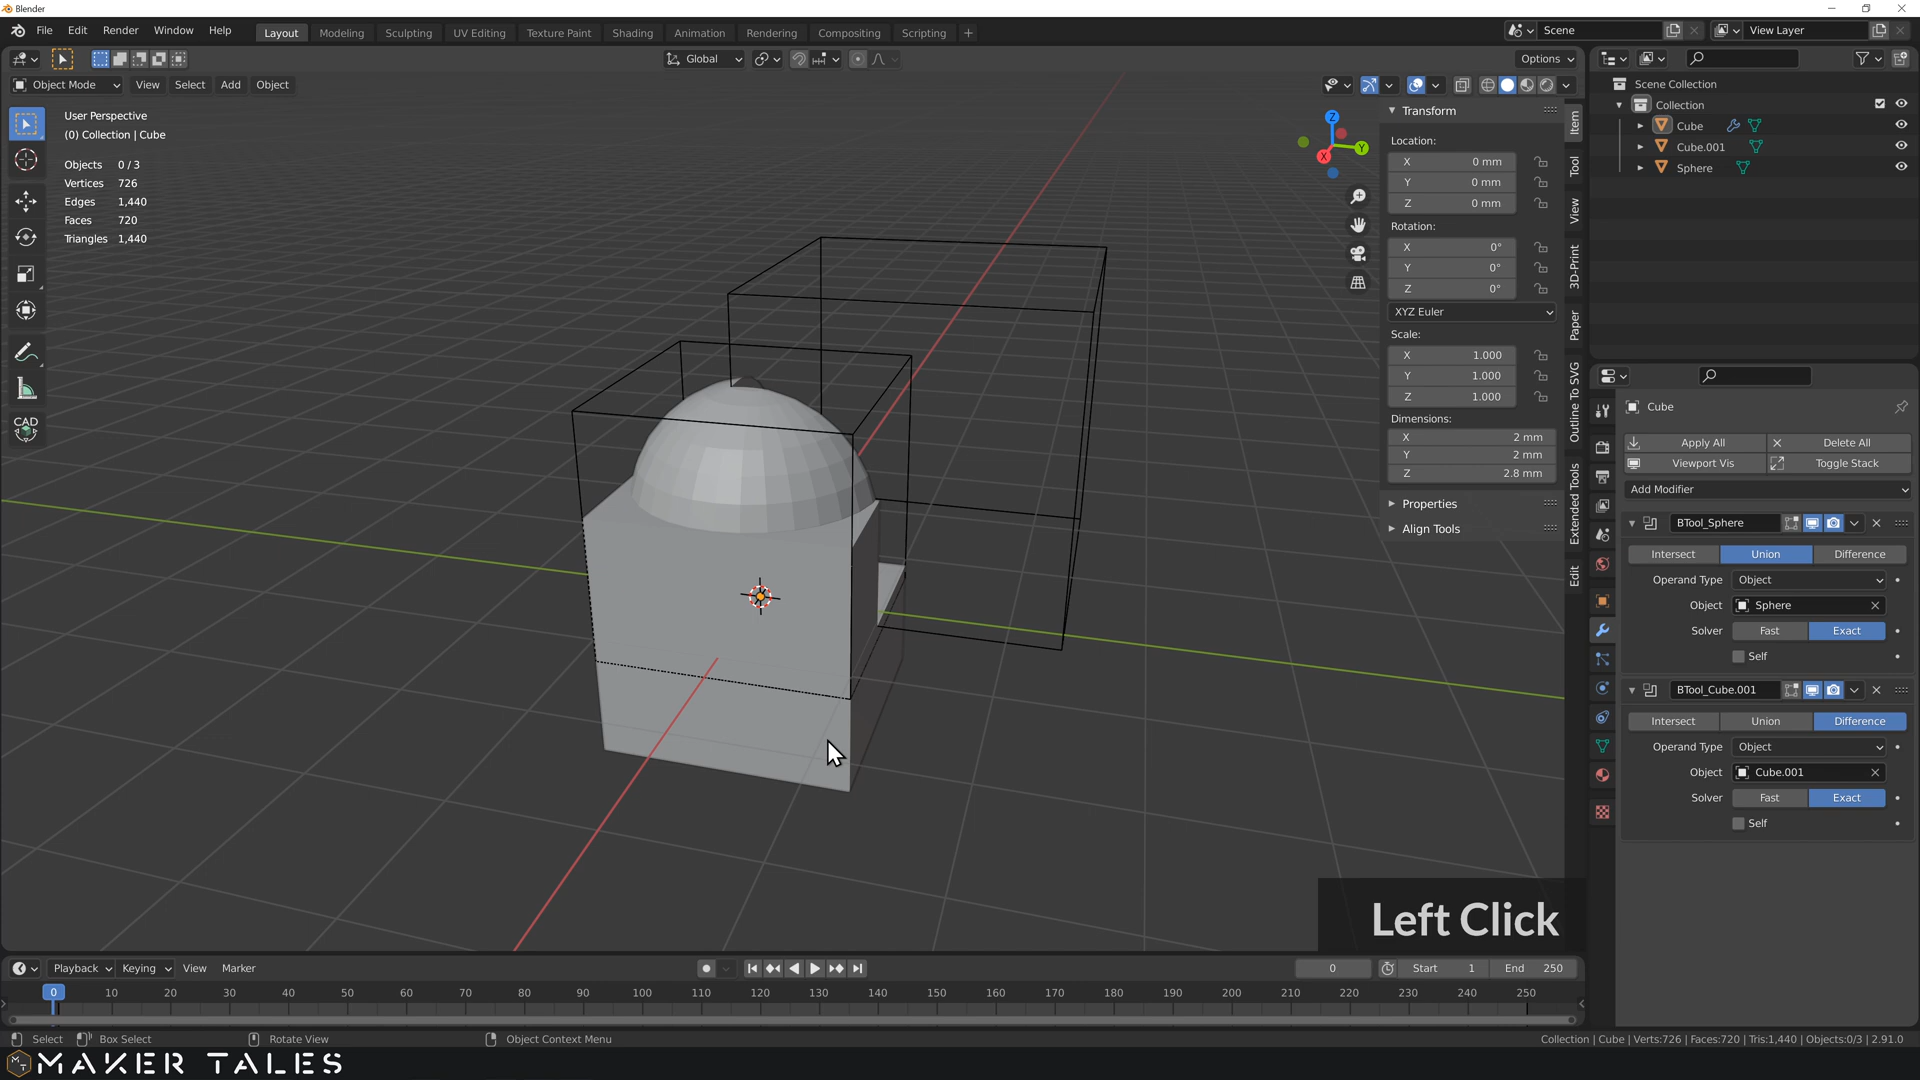 Blender
File Edit Render Window Help
Layout Modeling Sculpting UV Editing Texture Paint Shading Animation Rendering Compositing Scripting +
Scene
View Layer
Global
Options
Object Mode View Select Add Object
User Perspective
(0) Collection | Cube
Objects 0/3
Vertices 726
Edges 1,440
Faces 720
Triangles 1,440
CAD
Z
Y
X
Transform
Location:
X 0 mm
Y 0 mm
Z 0 mm
Rotation:
X 0°
Y 0°
Z 0°
XYZ Euler
Scale:
X 1.000
Y 1.000
Z 1.000
Dimensions:
X 2 mm
Y 2 mm
Z 2.8 mm
Properties
Align Tools
Item
Tool
View
3D-Print
Paper
Outline To SVG
Extended Tools
Edit
Scene Collection
Collection
Cube
Cube.001
Sphere
Cube
Apply All Delete All
Viewport Vis Toggle Stack
Add Modifier
BTool_Sphere
Intersect Union Difference
Operand Type Object
Object Sphere
Solver Fast Exact
Self
BTool_Cube.001
Intersect Union Difference
Operand Type Object
Object Cube.001
Solver Fast Exact
Self
Left Click
Playback Keying View Marker
0 Start 1 End 250
0 10 20 30 40 50 60 70 80 90 100 110 120 130 140 150 160 170 180 190 200 210 220 230 240 250
Select Box Select Rotate View Object Context Menu
Collection | Cube | Verts:726 | Faces:720 | Tris:1,440 | Objects:0/3 | 2.91.0
MAKER TALES